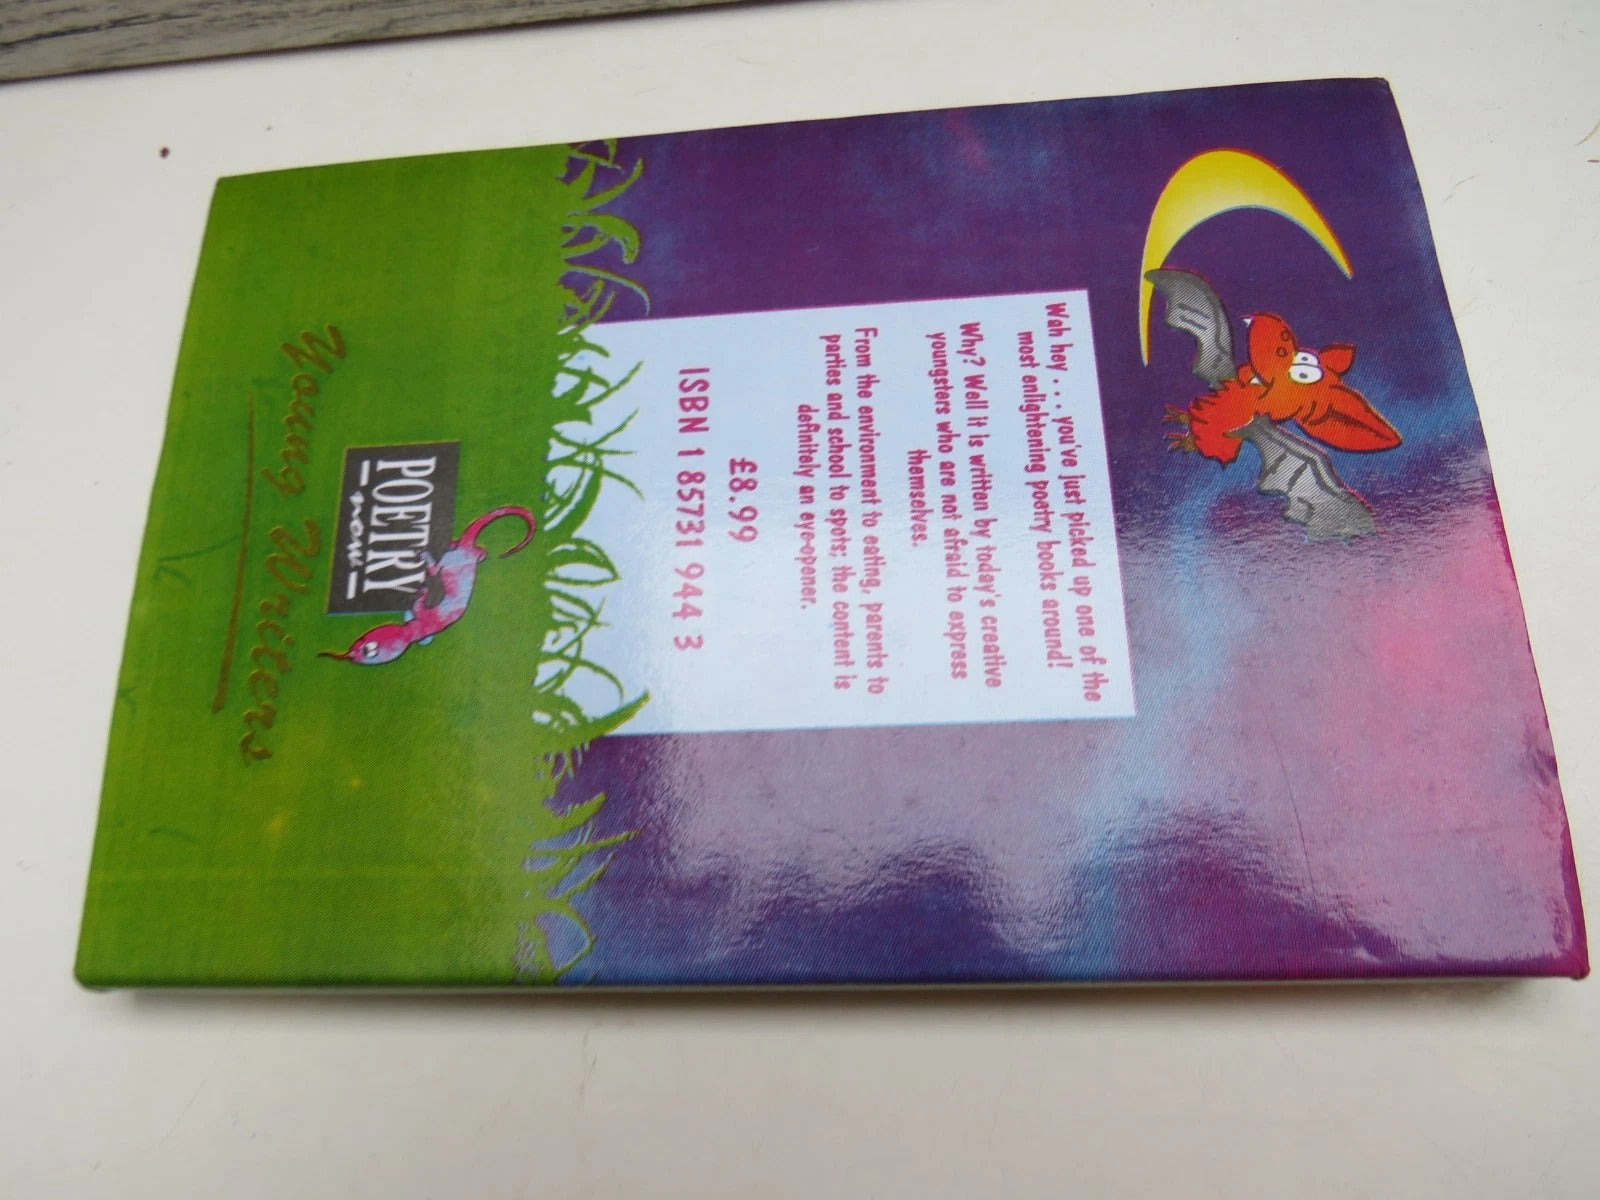 Wah hey . . . you've just picked up one of the
most enlightening poetry books around!
Why? Well it is written by today's creative
youngsters who are not afraid to express
themselves.
From the environment to eating, parents to
parties and school to spots; the content is
definitely an eye-opener.
£8.99
ISBN 1 85731 944 3
POETRY
now
Young Writers